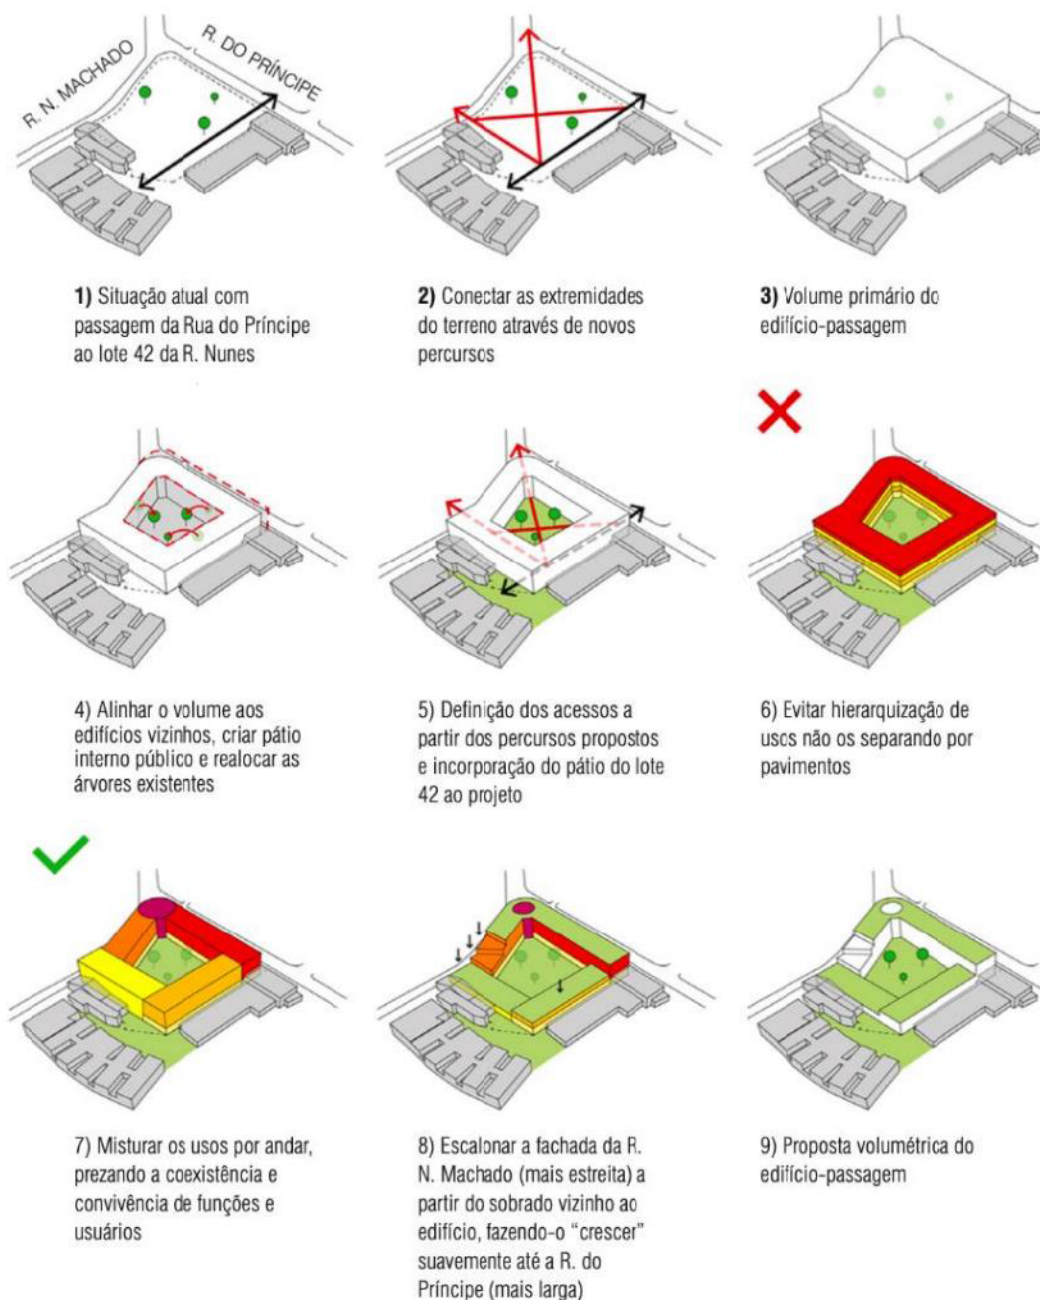 R. N. MACHADO
R. DO PRÍNCIPE
1) Situação atual com
passagem da Rua do Príncipe
ao lote 42 da R. Nunes
2) Conectar as extremidades
do terreno através de novos
percursos
3) Volume primário do
edifício-passagem
4) Alinhar o volume aos
edifícios vizinhos, criar pátio
interno público e realocar as
árvores existentes
5) Definição dos acessos a
partir dos percursos propostos
e incorporação do pátio do lote
42 ao projeto
6) Evitar hierarquização de
usos não os separando por
pavimentos
7) Misturar os usos por andar,
prezando a coexistência e
convivência de funções e
usuários
8) Escalonar a fachada da R.
N. Machado (mais estreita) a
partir do sobrado vizinho ao
edifício, fazendo-o “crescer”
suavemente até a R. do
Príncipe (mais larga)
9) Proposta volumétrica do
edifício-passagem